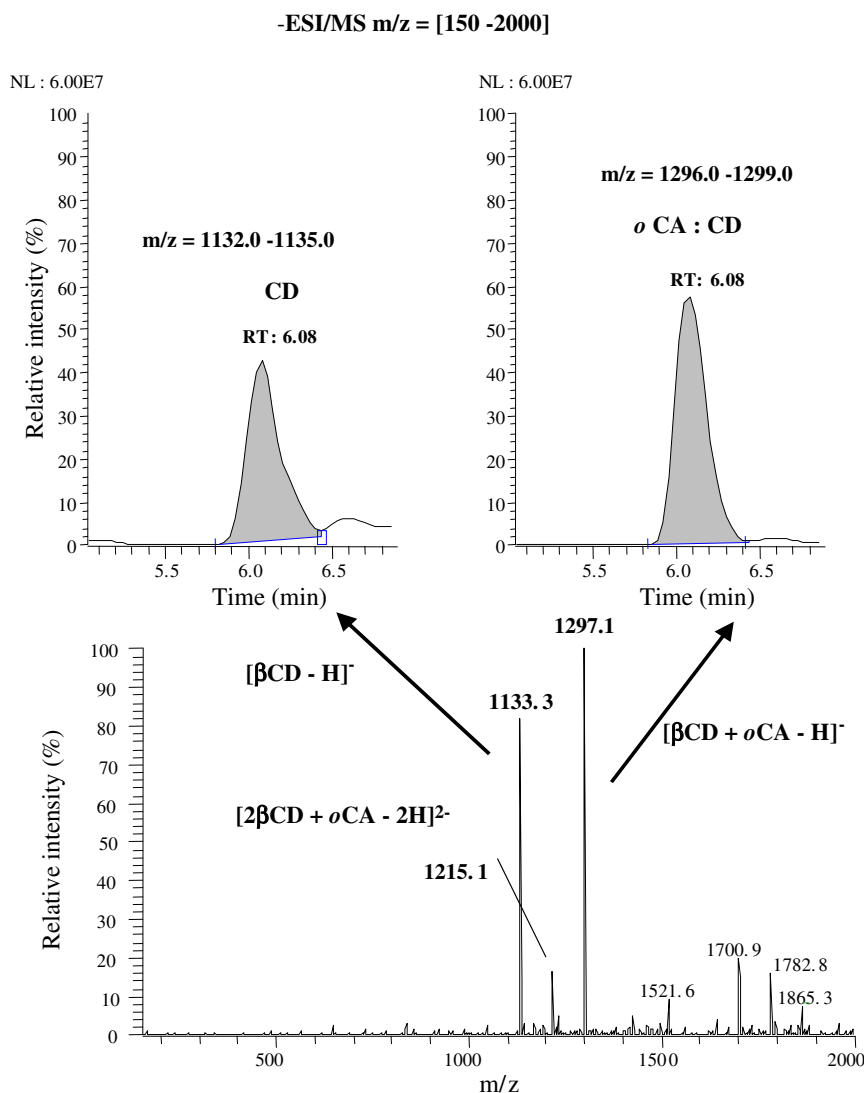 -ESI/MS m/z = [150 -2000]
NL : 6.00E7
100
90
80
70
60
50
40
30
20
10
0
Relative intensity (%)
m/z = 1132.0 -1135.0
CD
RT: 6.08
5.5
6.0
6.5
Time (min)
NL : 6.00E7
100
90
80
70
60
50
40
30
20
10
0
Relative intensity (%)
m/z = 1296.0 -1299.0
o CA : CD
RT: 6.08
5.5
6.0
6.5
Time (min)
100
90
80
70
60
50
40
30
20
10
0
Relative intensity (%)
[βCD - H]⁻
1133.3
1297.1
[βCD + oCA - H]⁻
[2βCD + oCA - 2H]²⁻
1215.1
1521.6
1700.9
1782.8
1865.3
500
1000
1500
2000
m/z